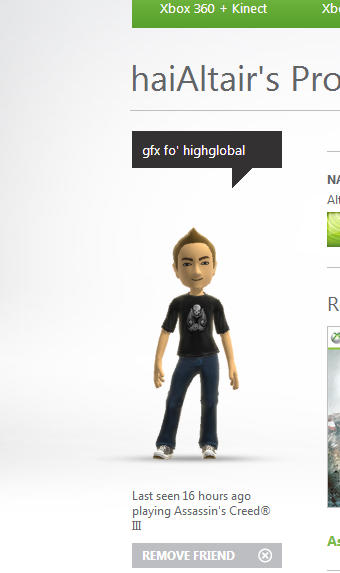 Xbox 360 + Kinect
Xb
haiAltair's Pro
gfx fo' highglobal
NA
Alt
R
Last seen 16 hours ago
playing Assassin's Creed®
III
As
REMOVE FRIEND